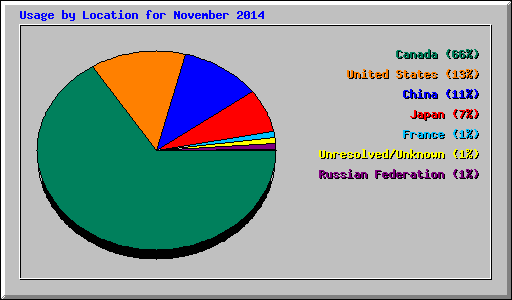 Usage by Location for November 2014
Canada (66%)
United States (13%)
China (11%)
Japan (7%)
France (1%)
Unresolved/Unknown (1%)
Russian Federation (1%)